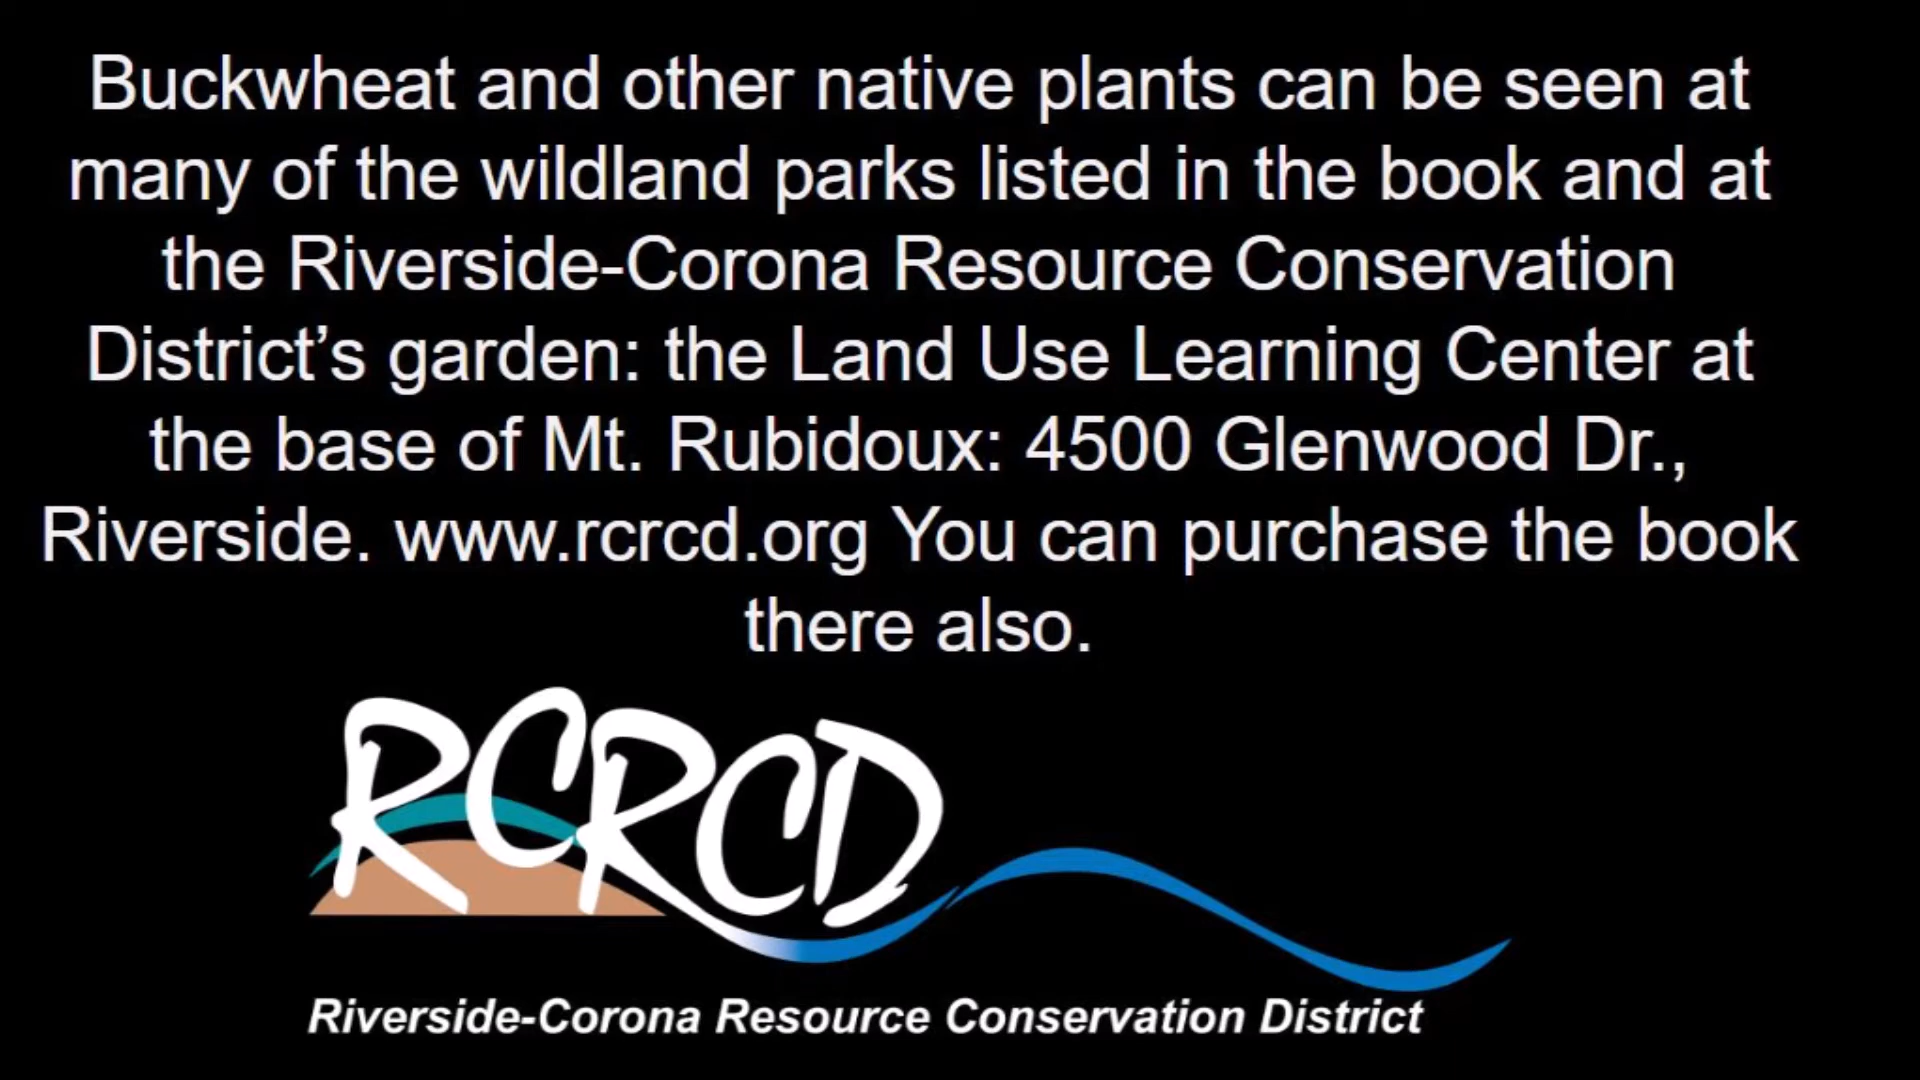 Buckwheat and other native plants can be seen at
many of the wildland parks listed in the book and at
the Riverside-Corona Resource Conservation
District’s garden: the Land Use Learning Center at
the base of Mt. Rubidoux: 4500 Glenwood Dr.,
Riverside. www.rcrcd.org You can purchase the book
there also.
RCRCD
Riverside-Corona Resource Conservation District